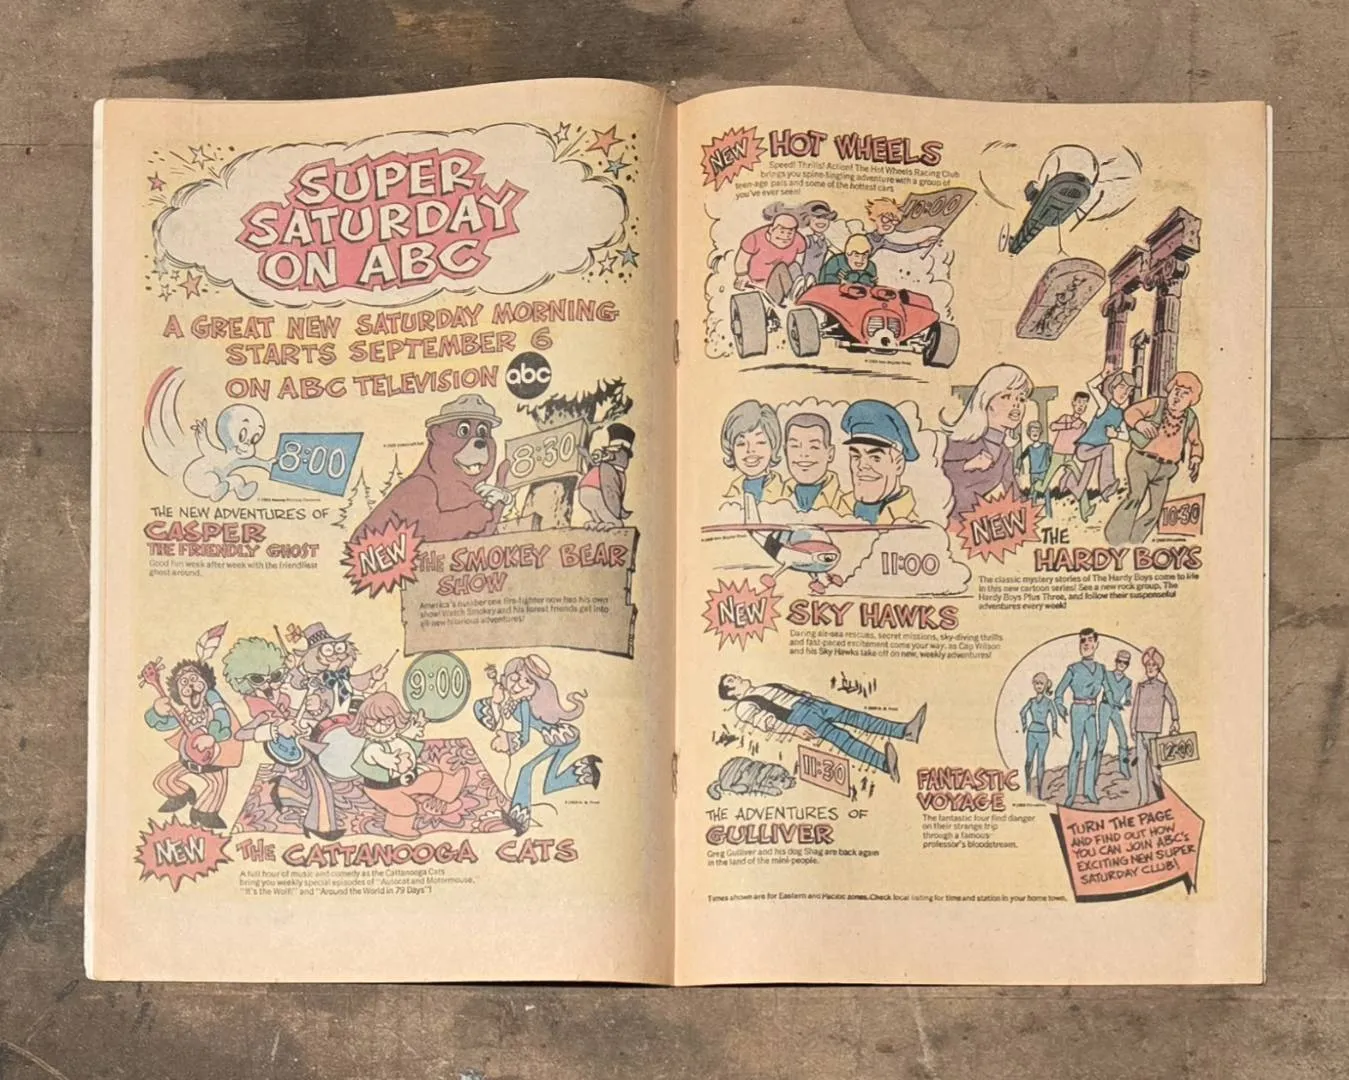 SUPER
SATURDAY
ON ABC
A GREAT NEW SATURDAY MORNING
STARTS SEPTEMBER 6
ON ABC TELEVISION abc
8:00
THE NEW ADVENTURES OF
CASPER
THE FRIENDLY GHOST
Good fun week after week with the friendliest
ghost around.
8:30
NEW
THE SMOKEY BEAR
SHOW
America's number one fire-fighter now has his own
show! Watch Smokey and his forest friends get into
all-new hilarious adventures!
9:00
NEW
THE CATTANOOGA CATS
A full hour of music and comedy as the Cattanooga Cats
bring you weekly special episodes of "Autocat and Motormouse,"
"It's the Wolf!" and "Around the World in 79 Days"!
NEW
HOT WHEELS
Speed! Thrills! Action! The Hot Wheels Racing Club
brings you spine-tingling adventure with a group of
teen-age pals and some of the hottest cars
you've ever seen!
10:00
10:30
NEW
THE
HARDY BOYS
The classic mystery stories of The Hardy Boys come to life
in this new cartoon series! See a new rock group, The
Hardy Boys Plus Three, and follow their suspenseful
adventures every week!
11:00
NEW
SKY HAWKS
Daring air-sea rescues, secret missions, sky-diving thrills
and fast-paced excitement come your way, as Cap Wilson
and his Sky Hawks take off on new, weekly adventures!
11:30
THE ADVENTURES OF
GULLIVER
Greg Gulliver and his dog Shag are back again
in the land of the mini-people.
12:00
FANTASTIC
VOYAGE
The fantastic four find danger
on their strange trip
through a famous
professor's bloodstream.
TURN THE PAGE
AND FIND OUT HOW
YOU CAN JOIN ABC'S
EXCITING NEW SUPER
SATURDAY CLUB!
Times shown are for Eastern and Pacific zones. Check local listing for time and station in your home town.